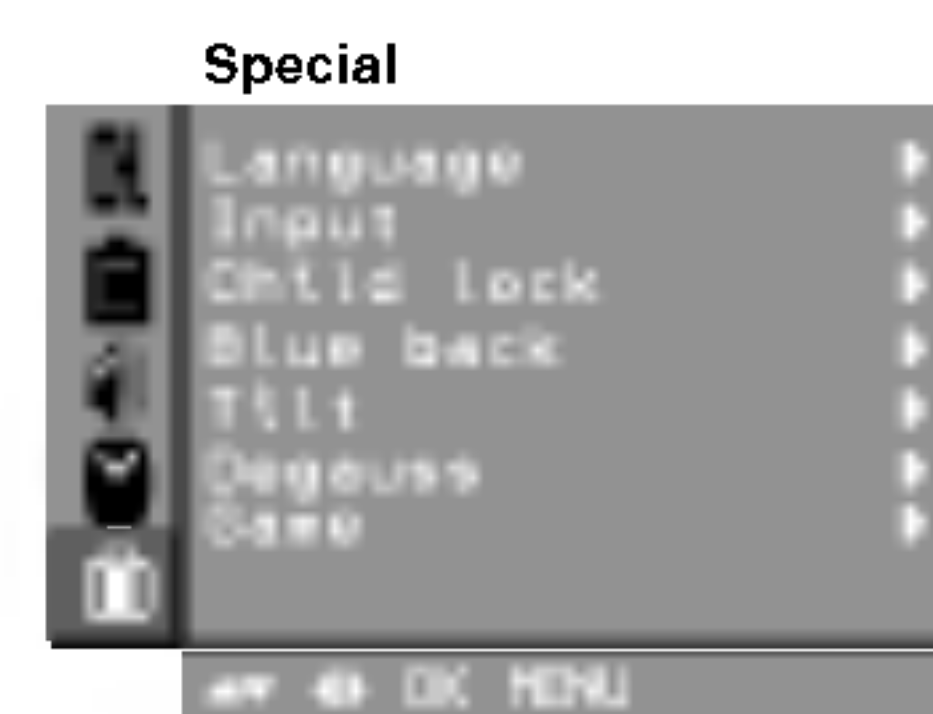 Special
Language
Input
Child lock
Blue back
Tilt
Degauss
Game
OK MENU